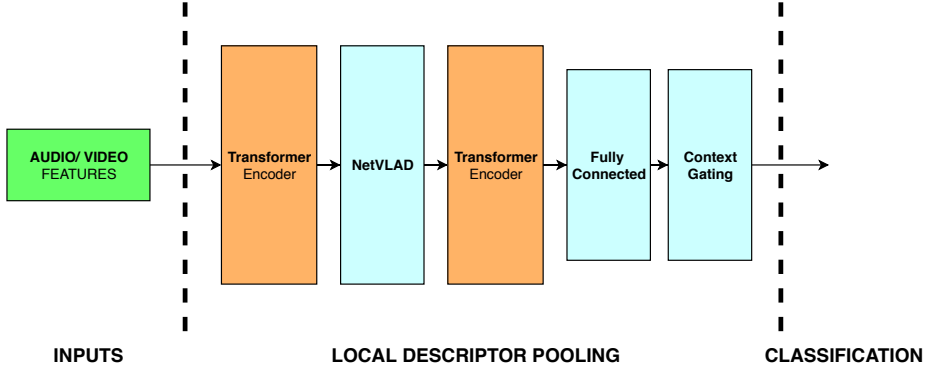 AUDIO/ VIDEO
FEATURES
Transformer
Encoder
NetVLAD
Transformer
Encoder
Fully
Connected
Context
Gating
INPUTS
LOCAL DESCRIPTOR POOLING
CLASSIFICATION